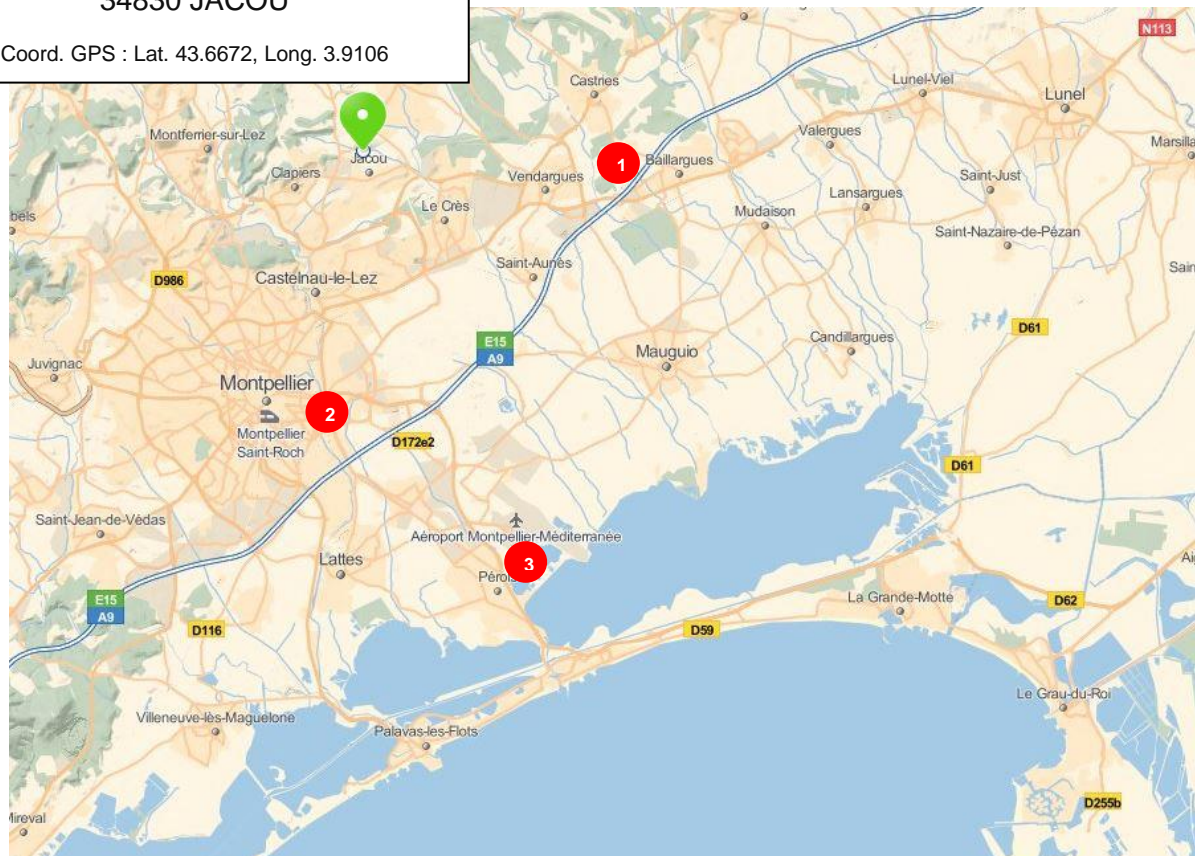 34830 JACOU
Coord. GPS : Lat. 43.6672, Long. 3.9106
N113
Castries
Lunel-Viel
Lunel
Montferrier-sur-Lez
Valergues
Jacou
1
Baillargues
Marsilla
Clapiers
Vendargues
Saint-Just
Lansargues
Le Crès
Mudaison
bels
Saint-Nazaire-de-Pézan
Saint-Aunès
Sain
D986
Castelnau-le-Lez
D61
E15
A9
Candillargues
Juvignac
Mauguio
Montpellier
2
Montpellier
Saint-Roch
D172e2
D61
Saint-Jean-de-Védas
Aéroport Montpellier-Méditerranée
Lattes
3
Ai
E15
A9
La Grande-Motte
D62
D116
D59
Le Grau-du-Roi
Villeneuve-lès-Maguelone
Palavas-les-Flots
D255b
Mireval